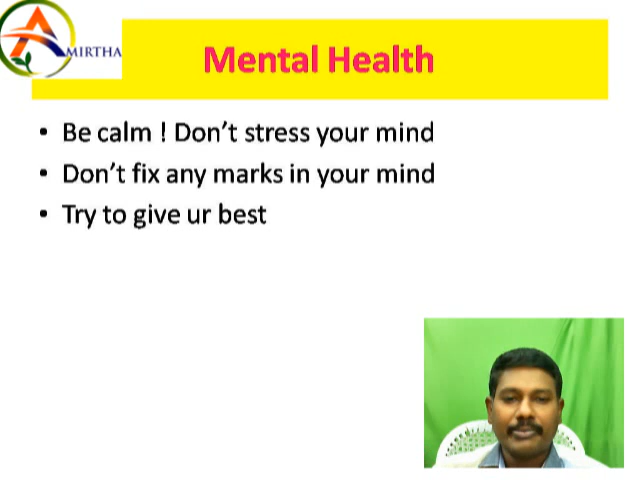 AMIRTHA
Mental Health
• Be calm ! Don't stress your mind
• Don't fix any marks in your mind
• Try to give ur best